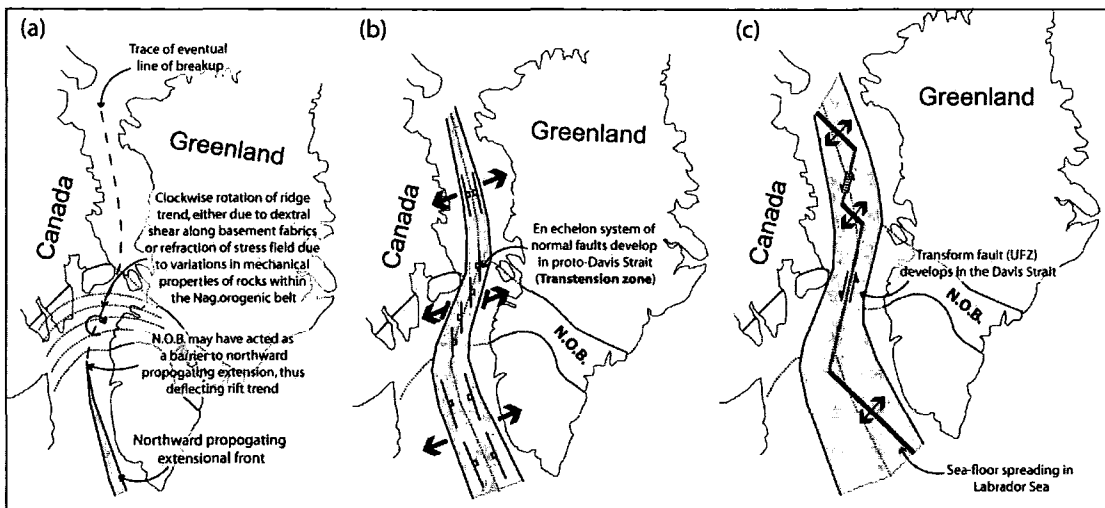 (a)
Trace of eventual
line of breakup
Greenland
Canada
Clockwise rotation of ridge
trend, either due to dextral
shear along basement fabrics
or refraction of stress field due
to variations in mechanical
properties of rocks within
the Nag.orogenic belt
N.O.B. may have acted as
a barrier to northward
propogating extension, thus
deflecting rift trend
Northward propogating
extensional front
(b)
Greenland
Canada
En echelon system of
normal faults develop
in proto-Davis Strait
(Transtension zone)
N.O.B.
(c)
Greenland
Canada
Transform fault (UFZ)
develops in the Davis Strait
N.O.B.
Sea-floor spreading in
Labrador Sea